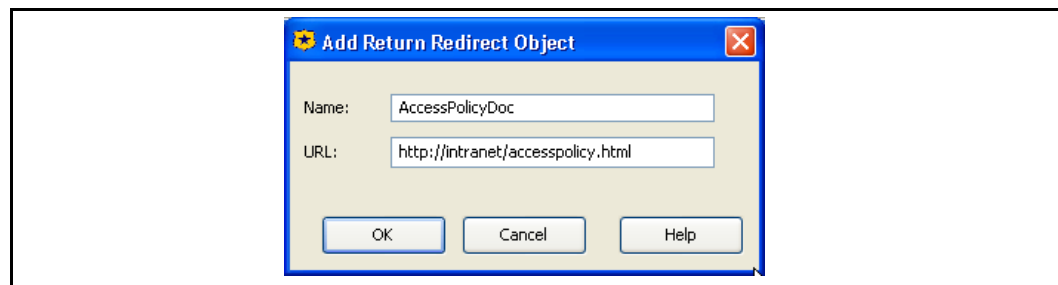 Add Return Redirect Object
Name: AccessPolicyDoc
URL: http://intranet/accesspolicy.html
OK Cancel Help